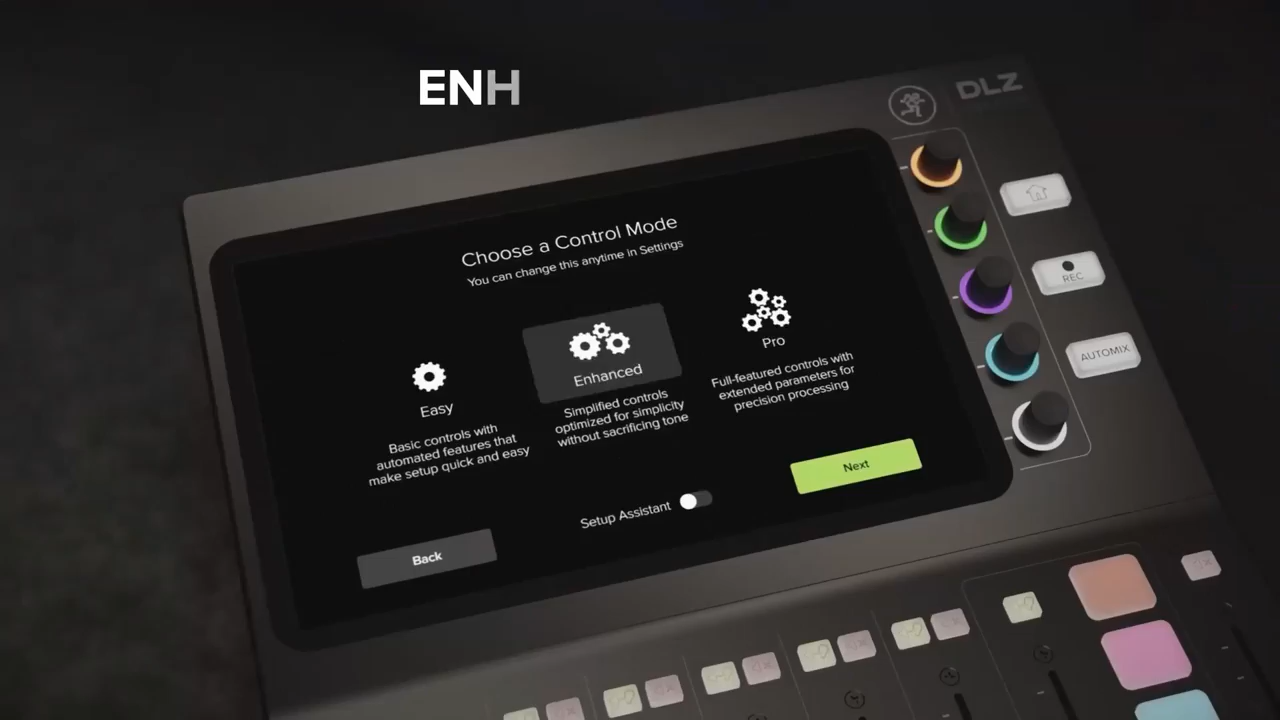 ENH
DLZ
Choose a Control Mode
You can change this anytime in Settings
Easy
Basic controls with
automated features that
make setup quick and easy
Enhanced
Simplified controls
optimized for simplicity
without sacrificing tone
Pro
Full-featured controls with
extended parameters for
precision processing
Setup Assistant
Back
Next
REC
AUTOMIX